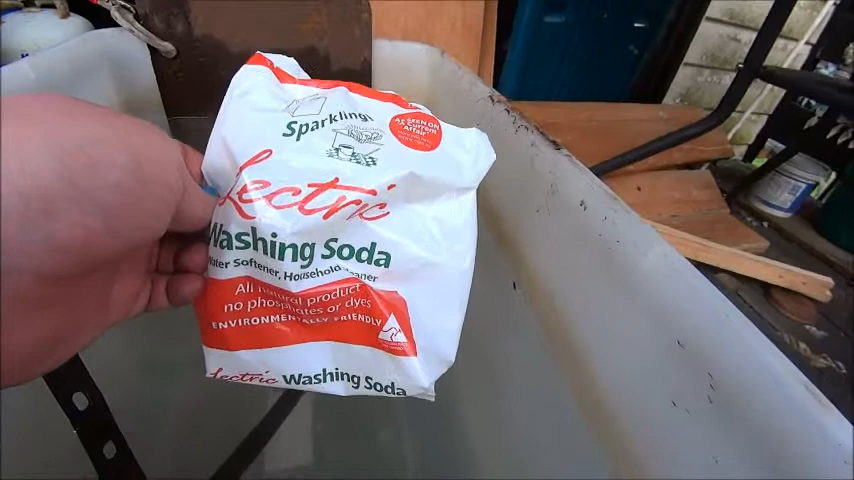 Sparkling!
AS SEEN ON
A Current
Affair
Lectric
Washing Soda
Water Softener, Household Cleaner
All natural product
no phosphates or dyes
ENVIRONMENTALLY FRIENDLY
Lectric Washing Soda